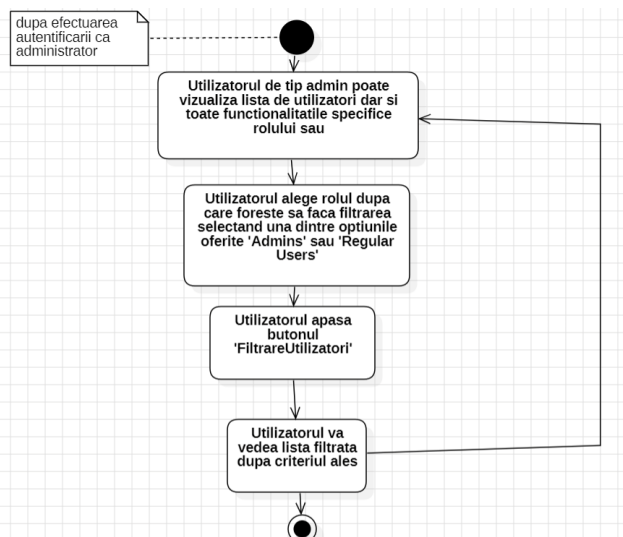 dupa efectuarea
autentificarii ca
administrator
Utilizatorul de tip admin poate
vizualiza lista de utilizatori dar si
toate functionalitatile specifice
rolului sau
Utilizatorul alege rolul dupa
care foreste sa faca filtrarea
selectand una dintre optiunile
oferite 'Admins' sau 'Regular
Users'
Utilizatorul apasa
butonul
'FiltrareUtilizatori'
Utilizatorul va
vedea lista filtrata
dupa criteriul ales